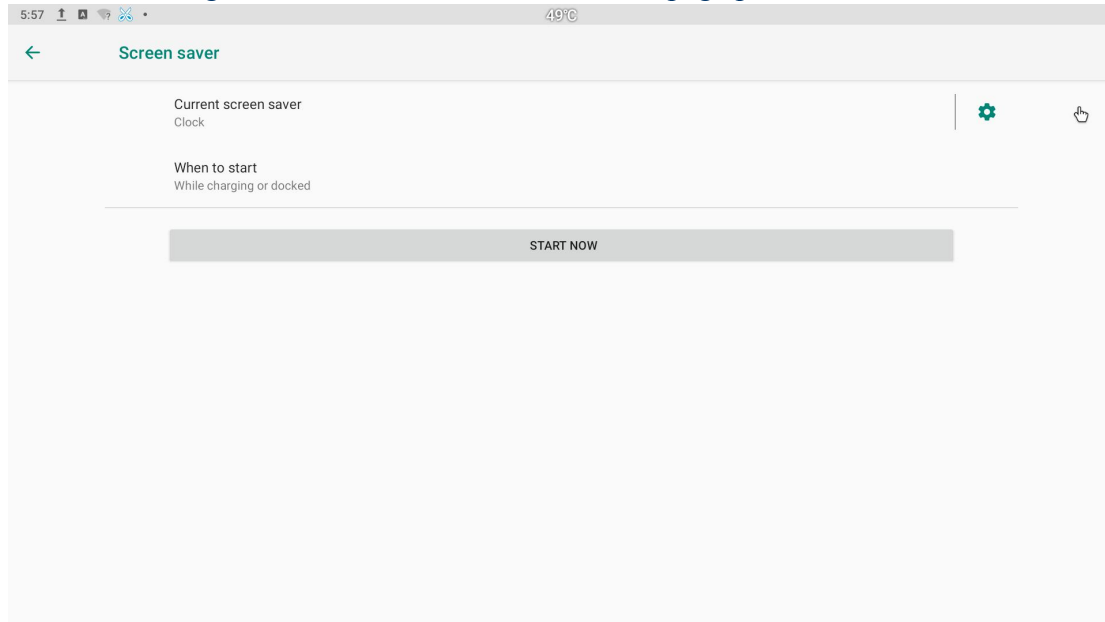 5:57
49°C
Screen saver
Current screen saver
Clock
When to start
While charging or docked
START NOW